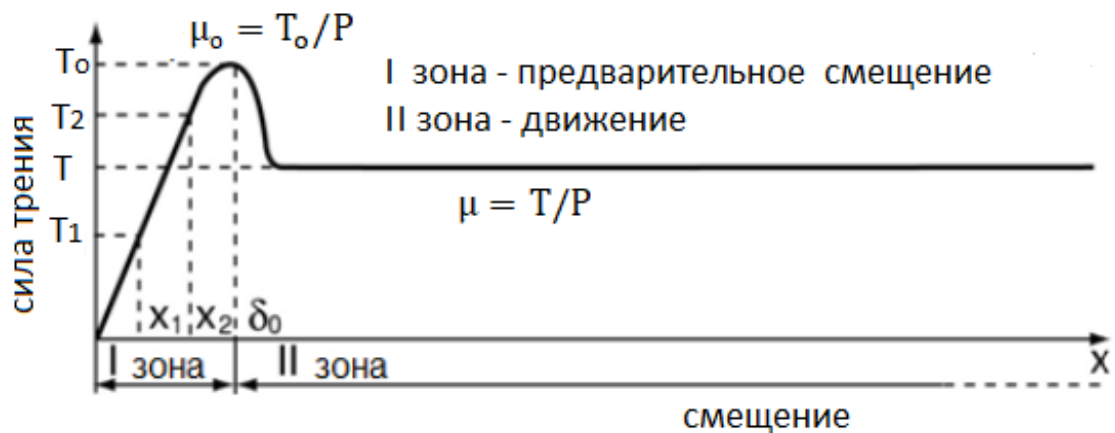 μₒ = Tₒ/P
Tₒ
I зона - предварительное смещение
T2
II зона - движение
T
μ = T/P
T1
сила трения
X₁ X₂ δ₀
X
I зона
II зона
смещение